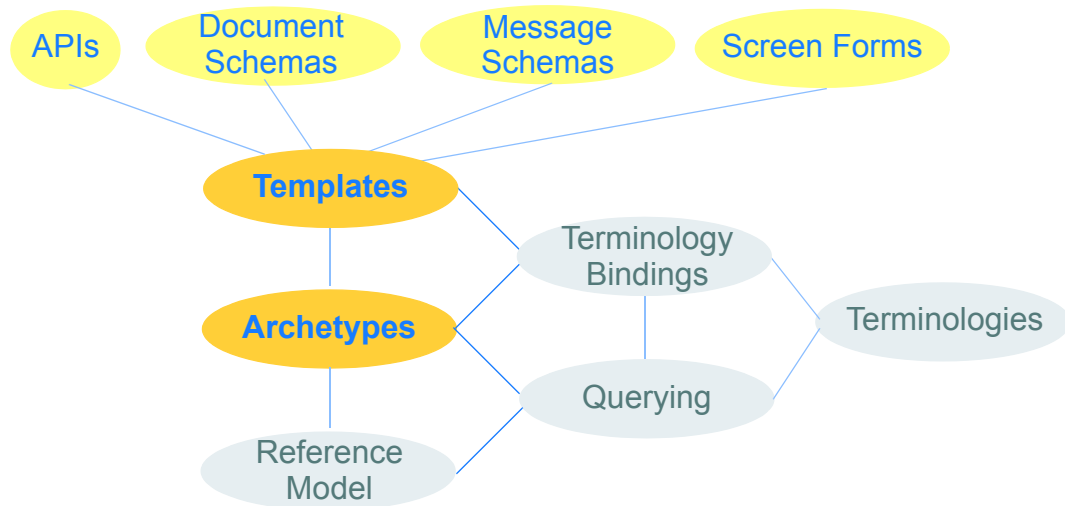 APIs
Document
Schemas
Message
Schemas
Screen Forms
Templates
Terminology
Bindings
Archetypes
Terminologies
Querying
Reference
Model